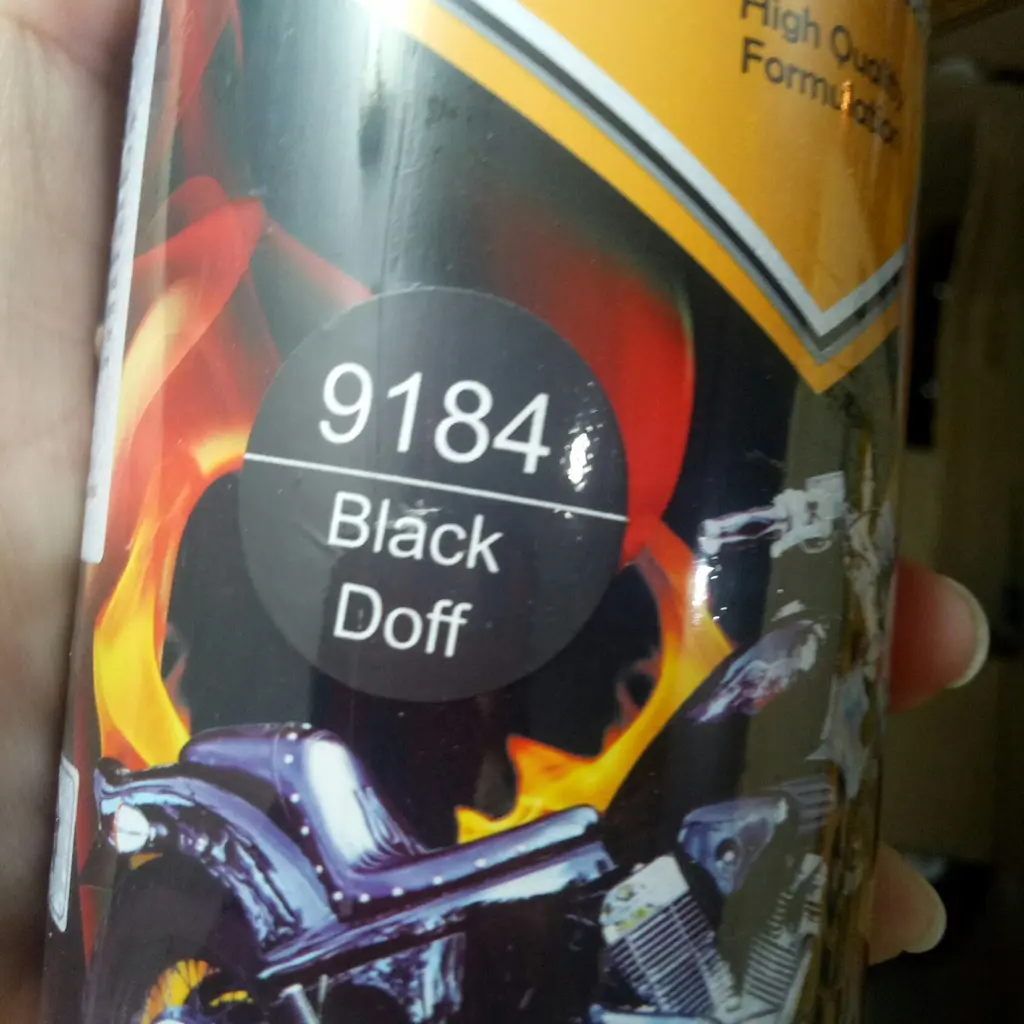 High Quality
Formulation
9184
Black
Doff